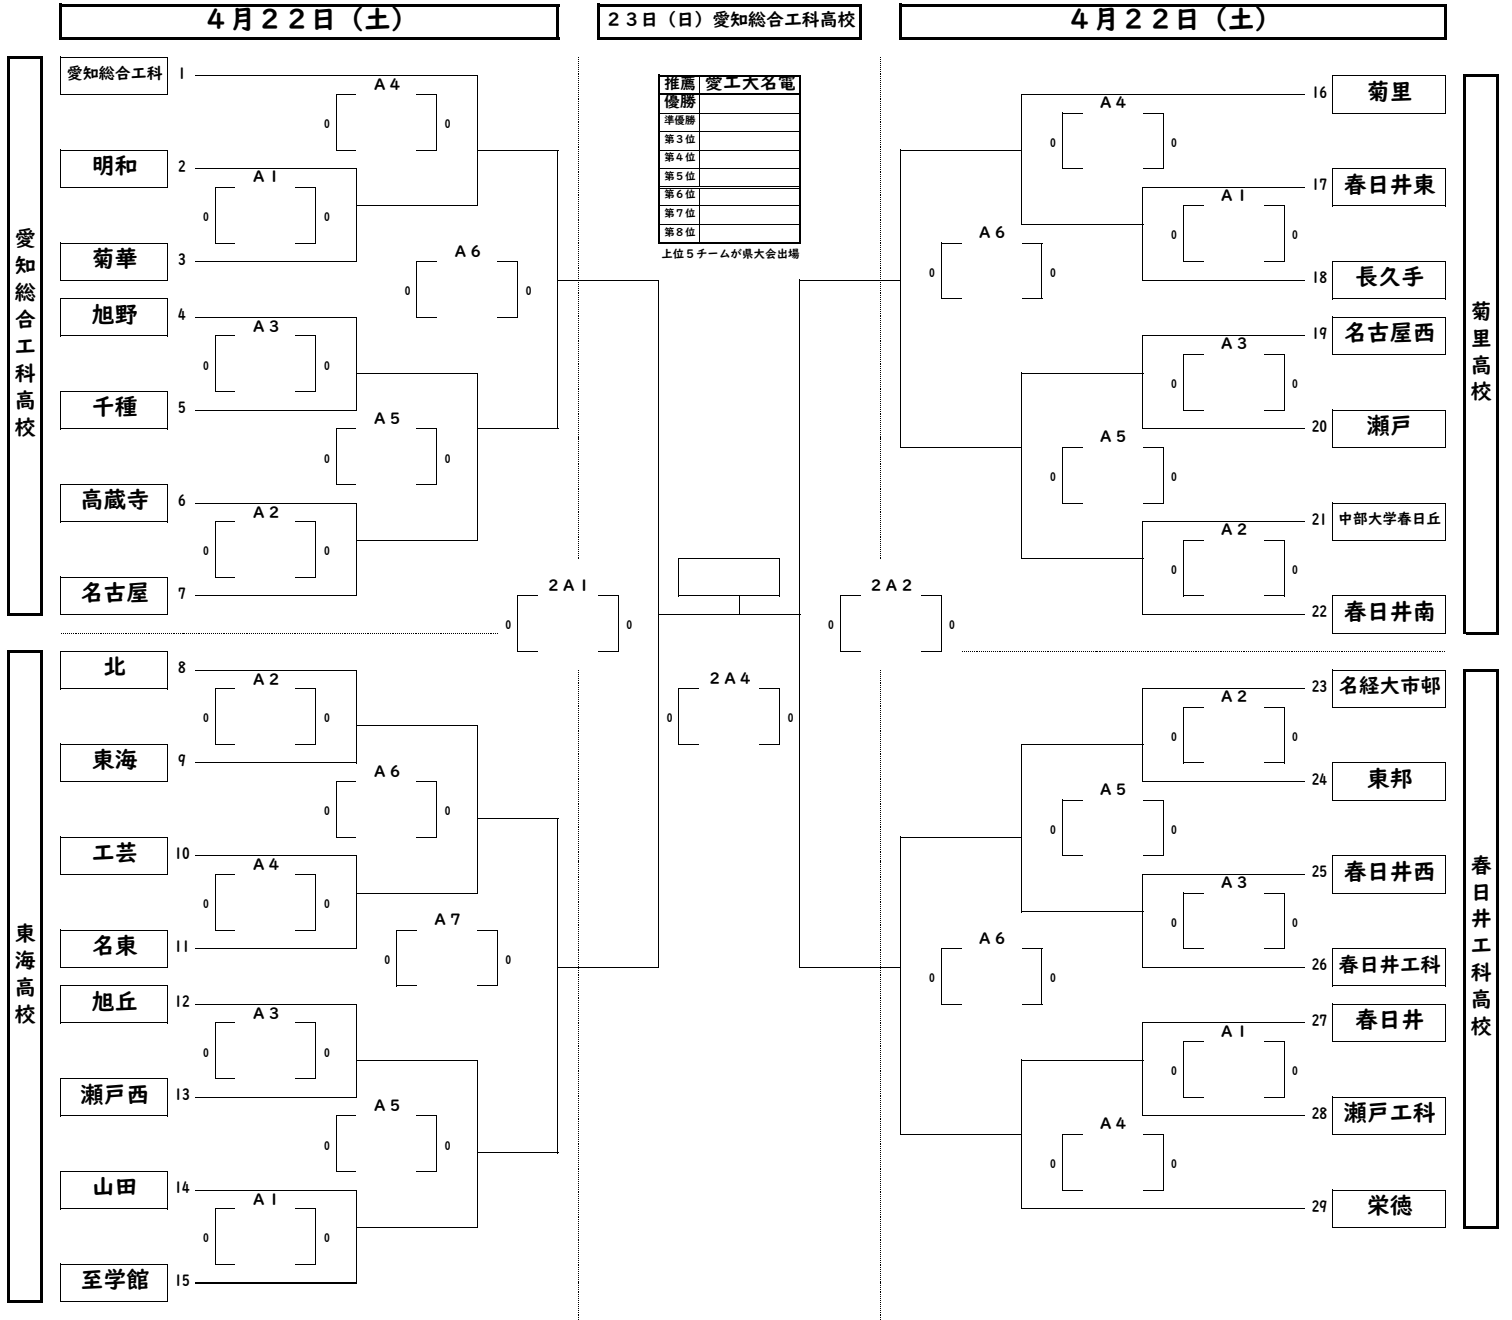 ４月２２日（土）
２３日（日）愛知総合工科高校
４月２２日（土）
愛知総合工科高校
愛知総合工科 1
A4
0 0
明和 2
A1
0 0
菊華 3
A6
0 0
旭野 4
A3
0 0
千種 5
A5
0 0
高蔵寺 6
A2
0 0
名古屋 7
東海高校
北 8
A2
0 0
東海 9
A6
0 0
工芸 10
A4
0 0
名東 11
A7
0 0
旭丘 12
A3
0 0
瀬戸西 13
A5
0 0
山田 14
A1
0 0
至学館 15
推薦 愛工大名電
優勝
準優勝
第３位
第４位
第５位
第６位
第７位
第８位
上位５チームが県大会出場
2A1
0 0
2A2
0 0
2A4
0 0
菊里高校
16 菊里
A4
0 0
17 春日井東
A1
0 0
18 長久手
A6
0 0
19 名古屋西
A3
0 0
20 瀬戸
A5
0 0
21 中部大学春日丘
A2
0 0
22 春日井南
春日井工科高校
23 名経大市邨
A2
0 0
24 東邦
A5
0 0
25 春日井西
A3
0 0
26 春日井工科
A6
0 0
27 春日井
A1
0 0
28 瀬戸工科
A4
0 0
29 栄徳